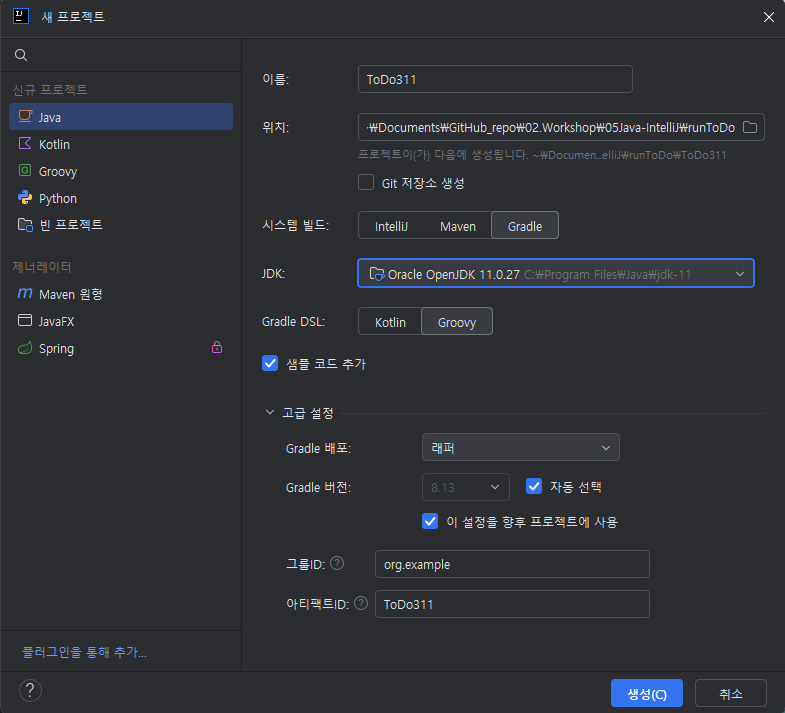 새 프로젝트
신규 프로젝트
Java
Kotlin
Groovy
Python
빈 프로젝트
제너레이터
Maven 원형
JavaFX
Spring
플러그인을 통해 추가...
이름: ToDo311
위치: ₩Documents₩GitHub_repo₩02.Workshop₩05Java-IntelliJ₩runToDo
프로젝트이(가) 다음에 생성됩니다. ~₩Documen...elliJ₩runToDo₩ToDo311
Git 저장소 생성
시스템 빌드: IntelliJ Maven Gradle
JDK: Oracle OpenJDK 11.0.27 C:₩Program Files₩Java₩jdk-11
Gradle DSL: Kotlin Groovy
샘플 코드 추가
고급 설정
Gradle 배포: 래퍼
Gradle 버전: 8.13 자동 선택
이 설정을 향후 프로젝트에 사용
그룹ID: ? org.example
아티팩트ID: ? ToDo311
? 생성(C) 취소